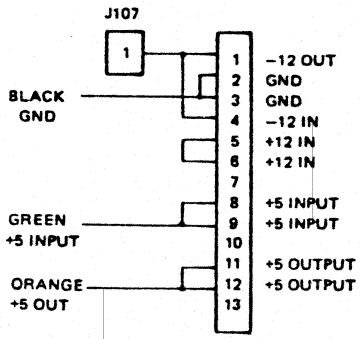 J107
1
1 -12 OUT
2 GND
BLACK
GND
3 GND
4 -12 IN
5 +12 IN
6 +12 IN
7
8 +5 INPUT
GREEN
+5 INPUT
9 +5 INPUT
10
11 +5 OUTPUT
ORANGE
+5 OUT
12 +5 OUTPUT
13